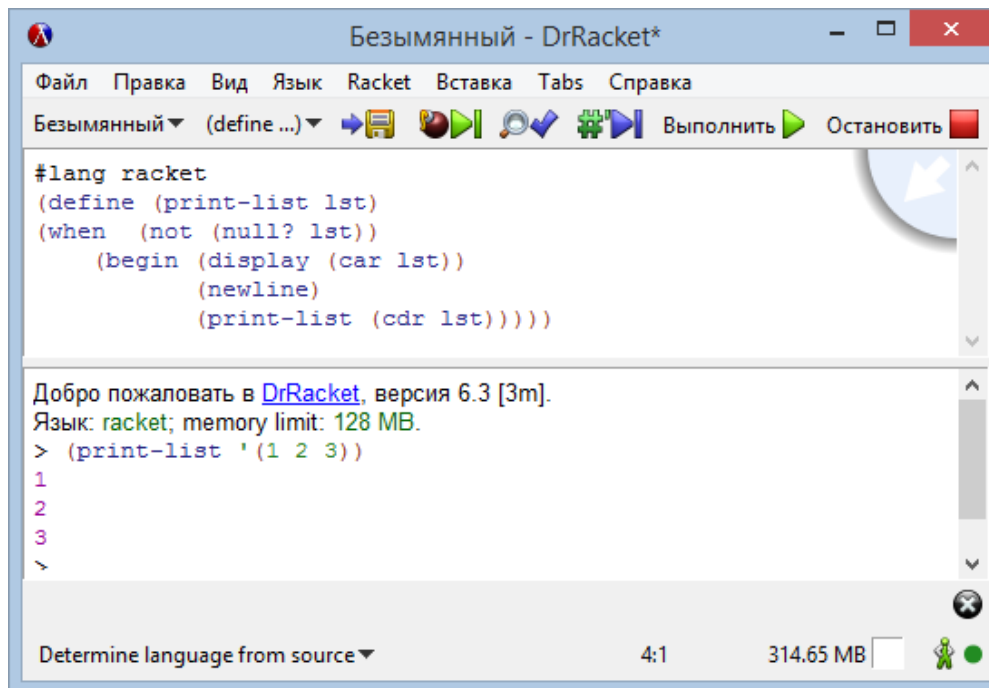 Безымянный - DrRacket*
Файл Правка Вид Язык Racket Вставка Tabs Справка
Безымянный (define ...) #'  Выполнить Остановить
#lang racket
(define (print-list lst)
(when  (not (null? lst))
    (begin (display (car lst))
           (newline)
           (print-list (cdr lst)))))
Добро пожаловать в DrRacket, версия 6.3 [3m].
Язык: racket; memory limit: 128 MB.
> (print-list '(1 2 3))
1
2
3
>
Determine language from source 4:1 314.65 MB